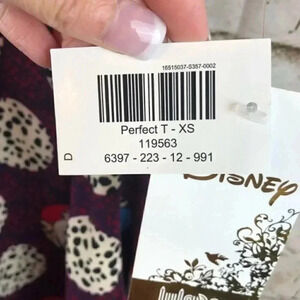 16515037-5357-0002
Perfect T - XS
119563
6397 - 223 - 12 - 991
D
Disney